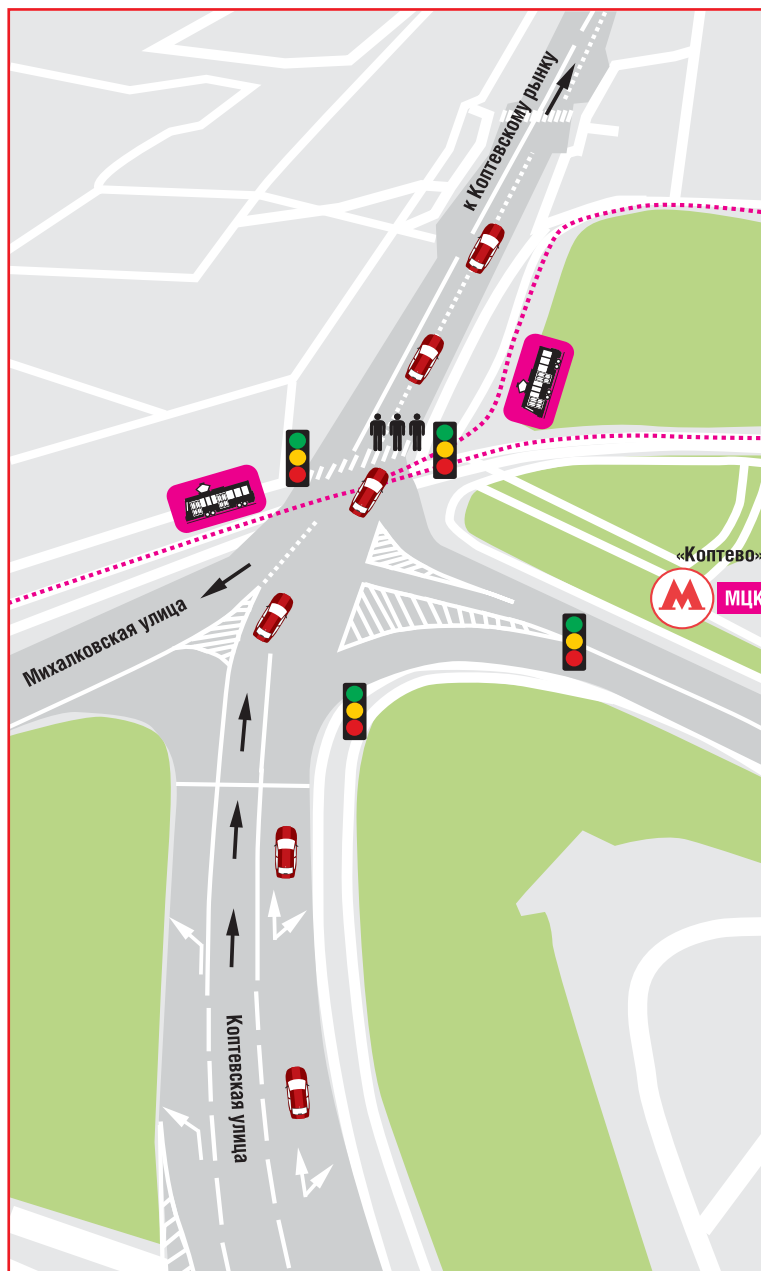 к Коптевскому рынку
«Коптево»
М МЦК
Михалковская улица
Коптевская улица